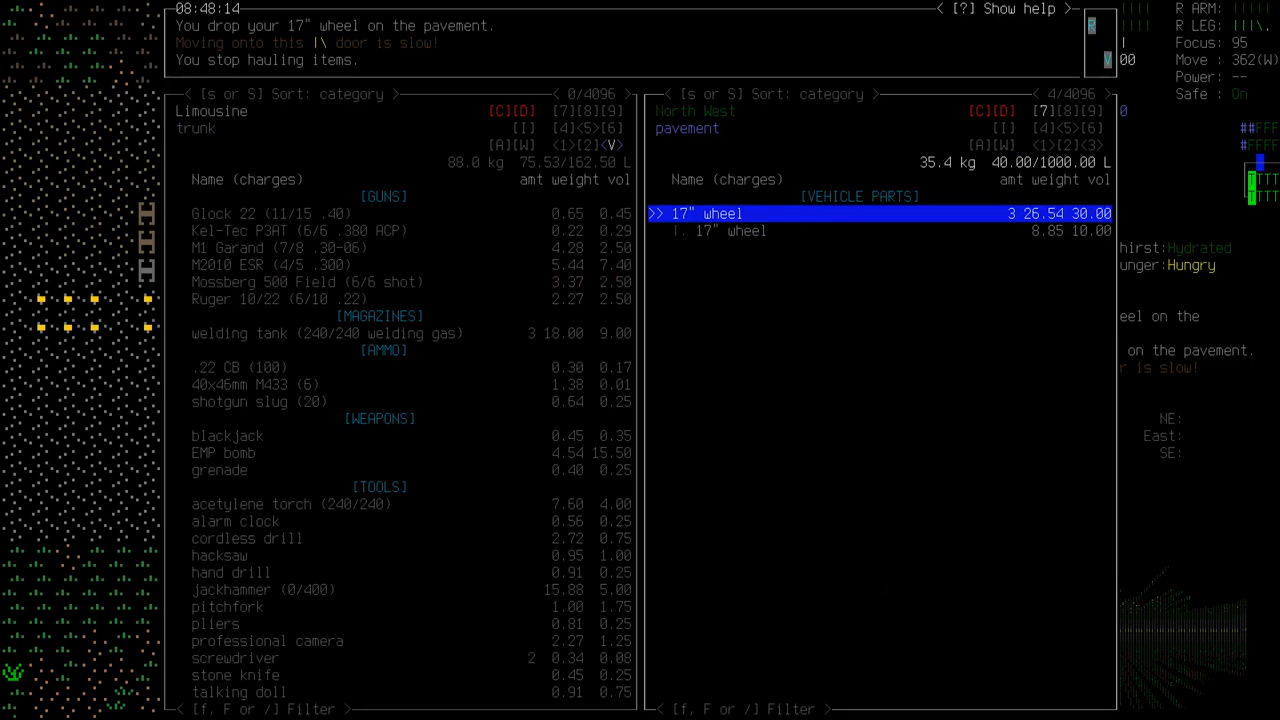 08:48:14 < [?] Show help >
You drop your 17" wheel on the pavement.
Moving onto this |\ door is slow!
You stop hauling items.
R ARM:
R LEG: |||\.
Focus: 95
Move : 362(W)
Power: --
Safe : On
00
0
< [s or S] Sort: category > < 0/4096
Limousine [C][D] [7][8][9]
trunk [I] [4]<5>[6]
[A][W] <1>[2]<V>
88.0 kg 75.53/162.50 L
Name (charges) amt weight vol
[GUNS]
Glock 22 (11/15 .40) 0.65 0.45
Kel-Tec P3AT (6/6 .380 ACP) 0.22 0.29
M1 Garand (7/8 .30-06) 4.28 2.50
M2010 ESR (4/5 .300) 5.44 7.40
Mossberg 500 Field (6/6 shot) 3.37 2.50
Ruger 10/22 (6/10 .22) 2.27 2.50
[MAGAZINES]
welding tank (240/240 welding gas) 3 18.00 9.00
[AMMO]
.22 CB (100) 0.30 0.17
40x46mm M433 (6) 1.38 0.01
shotgun slug (20) 0.64 0.25
[WEAPONS]
blackjack 0.45 0.35
EMP bomb 4.54 15.50
grenade 0.40 0.25
[TOOLS]
acetylene torch (240/240) 7.60 4.00
alarm clock 0.56 0.25
cordless drill 2.72 0.75
hacksaw 0.95 1.00
hand drill 0.91 0.25
jackhammer (0/400) 15.88 5.00
pitchfork 1.00 1.75
pliers 0.81 0.25
professional camera 2.27 1.25
screwdriver 2 0.34 0.08
stone knife 0.45 0.25
talking doll 0.91 0.75
< [f, F or /] Filter >
< [s or S] Sort: category > < 4/4096
North West [C][D] [7][8][9]
pavement [I] [4]<5>[6]
[A][W] <1>[2]<3>
35.4 kg 40.00/1000.00 L
Name (charges) amt weight vol
[VEHICLE PARTS]
>> 17" wheel 3 26.54 30.00
|. 17" wheel 8.85 10.00
< [f, F or /] Filter >
##FFF
#FFFF
TTTT
TTTT
hirst:Hydrated
unger:Hungry
eel on the
on the pavement.
r is slow!
NE:
East:
SE: